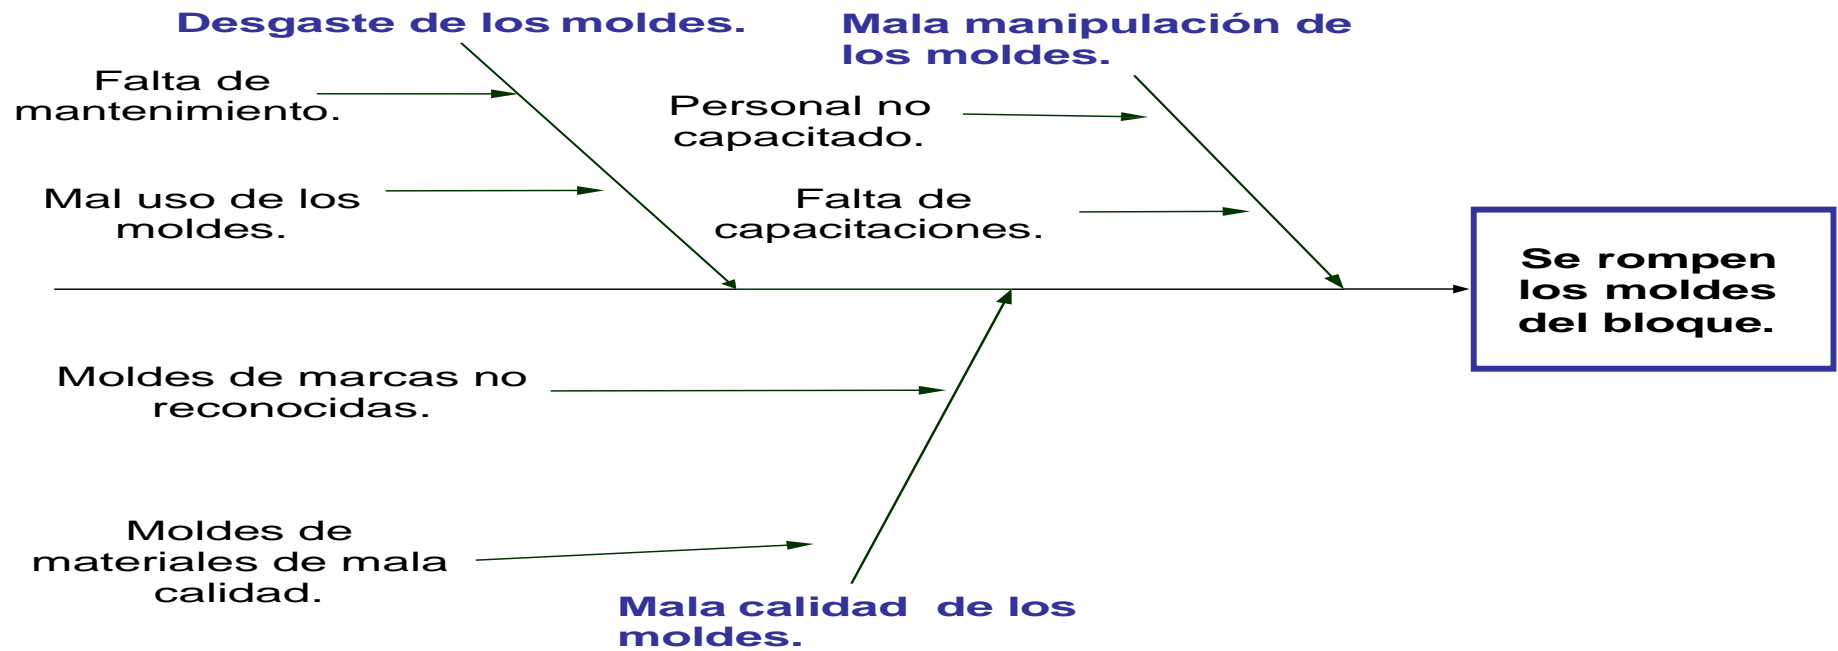 Desgaste de los moldes.
Mala manipulación de
los moldes.
Falta de
mantenimiento.
Personal no
capacitado.
Mal uso de los
moldes.
Falta de
capacitaciones.
Se rompen
los moldes
del bloque.
Moldes de marcas no
reconocidas.
Moldes de
materiales de mala
calidad.
Mala calidad  de los
moldes.